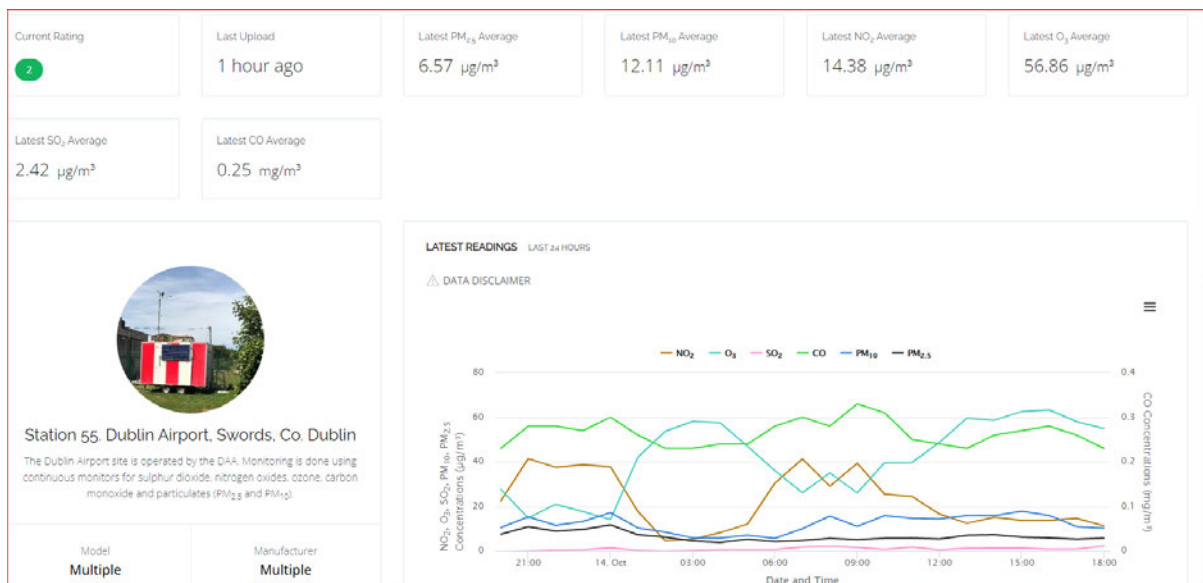 Current Rating
2
Last Upload
1 hour ago
Latest PM₂.₅ Average
6.57 µg/m³
Latest PM₁₀ Average
12.11 µg/m³
Latest NO₂ Average
14.38 µg/m³
Latest O₃ Average
56.86 µg/m³
Latest SO₂ Average
2.42 µg/m³
Latest CO Average
0.25 mg/m³
Station 55. Dublin Airport, Swords, Co. Dublin
The Dublin Airport site is operated by the DAA. Monitoring is done using
continuous monitors for sulphur dioxide, nitrogen oxides, ozone, carbon
monoxide and particulates (PM₂.₅ and PM₁₀).
Model
Multiple
Manufacturer
Multiple
LATEST READINGS LAST 24 HOURS
DATA DISCLAIMER
NO₂ O₃ SO₂ CO PM₁₀ PM₂.₅
NO₂, O₃, SO₂, PM₁₀, PM₂.₅
Concentrations (µg/m³)
80
60
40
20
0
0.4
0.3
0.2
0.1
0
CO Concentrations (mg/m³)
21:00 14. Oct 03:00 06:00 09:00 12:00 15:00 18:00
Date and Time